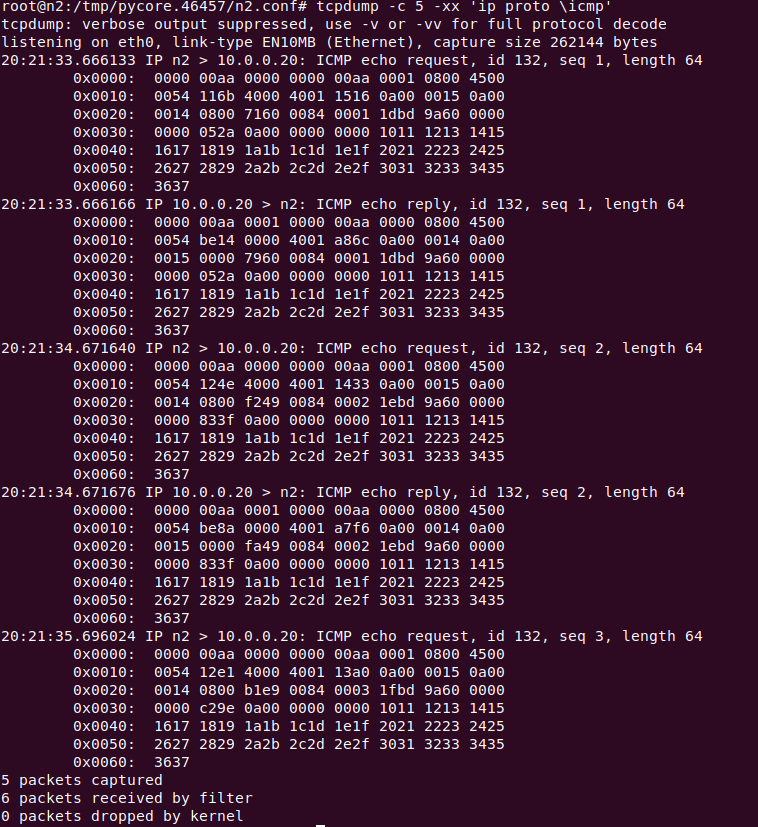 root@n2:/tmp/pycore.46457/n2.conf# tcpdump -c 5 -xx 'ip proto \icmp'
tcpdump: verbose output suppressed, use -v or -vv for full protocol decode
listening on eth0, link-type EN10MB (Ethernet), capture size 262144 bytes
20:21:33.666133 IP n2 > 10.0.0.20: ICMP echo request, id 132, seq 1, length 64
        0x0000:  0000 00aa 0000 0000 00aa 0001 0800 4500
        0x0010:  0054 116b 4000 4001 1516 0a00 0015 0a00
        0x0020:  0014 0800 7160 0084 0001 1dbd 9a60 0000
        0x0030:  0000 052a 0a00 0000 0000 1011 1213 1415
        0x0040:  1617 1819 1a1b 1c1d 1e1f 2021 2223 2425
        0x0050:  2627 2829 2a2b 2c2d 2e2f 3031 3233 3435
        0x0060:  3637
20:21:33.666166 IP 10.0.0.20 > n2: ICMP echo reply, id 132, seq 1, length 64
        0x0000:  0000 00aa 0001 0000 00aa 0000 0800 4500
        0x0010:  0054 be14 0000 4001 a86c 0a00 0014 0a00
        0x0020:  0015 0000 7960 0084 0001 1dbd 9a60 0000
        0x0030:  0000 052a 0a00 0000 0000 1011 1213 1415
        0x0040:  1617 1819 1a1b 1c1d 1e1f 2021 2223 2425
        0x0050:  2627 2829 2a2b 2c2d 2e2f 3031 3233 3435
        0x0060:  3637
20:21:34.671640 IP n2 > 10.0.0.20: ICMP echo request, id 132, seq 2, length 64
        0x0000:  0000 00aa 0000 0000 00aa 0001 0800 4500
        0x0010:  0054 124e 4000 4001 1433 0a00 0015 0a00
        0x0020:  0014 0800 f249 0084 0002 1ebd 9a60 0000
        0x0030:  0000 833f 0a00 0000 0000 1011 1213 1415
        0x0040:  1617 1819 1a1b 1c1d 1e1f 2021 2223 2425
        0x0050:  2627 2829 2a2b 2c2d 2e2f 3031 3233 3435
        0x0060:  3637
20:21:34.671676 IP 10.0.0.20 > n2: ICMP echo reply, id 132, seq 2, length 64
        0x0000:  0000 00aa 0001 0000 00aa 0000 0800 4500
        0x0010:  0054 be8a 0000 4001 a7f6 0a00 0014 0a00
        0x0020:  0015 0000 fa49 0084 0002 1ebd 9a60 0000
        0x0030:  0000 833f 0a00 0000 0000 1011 1213 1415
        0x0040:  1617 1819 1a1b 1c1d 1e1f 2021 2223 2425
        0x0050:  2627 2829 2a2b 2c2d 2e2f 3031 3233 3435
        0x0060:  3637
20:21:35.696024 IP n2 > 10.0.0.20: ICMP echo request, id 132, seq 3, length 64
        0x0000:  0000 00aa 0000 0000 00aa 0001 0800 4500
        0x0010:  0054 12e1 4000 4001 13a0 0a00 0015 0a00
        0x0020:  0014 0800 b1e9 0084 0003 1fbd 9a60 0000
        0x0030:  0000 c29e 0a00 0000 0000 1011 1213 1415
        0x0040:  1617 1819 1a1b 1c1d 1e1f 2021 2223 2425
        0x0050:  2627 2829 2a2b 2c2d 2e2f 3031 3233 3435
        0x0060:  3637
5 packets captured
6 packets received by filter
0 packets dropped by kernel